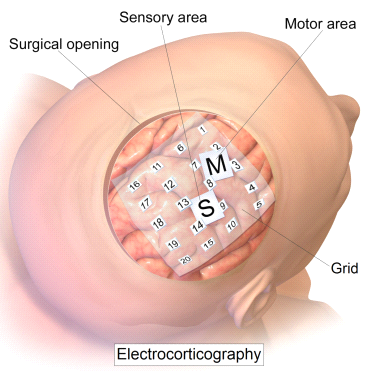 Sensory area
Motor area
Surgical opening
1
6
2
11
7
M
3
16
12
8
4
17
13
S
9
5
18
14
10
19
15
20
Grid
Electrocorticography